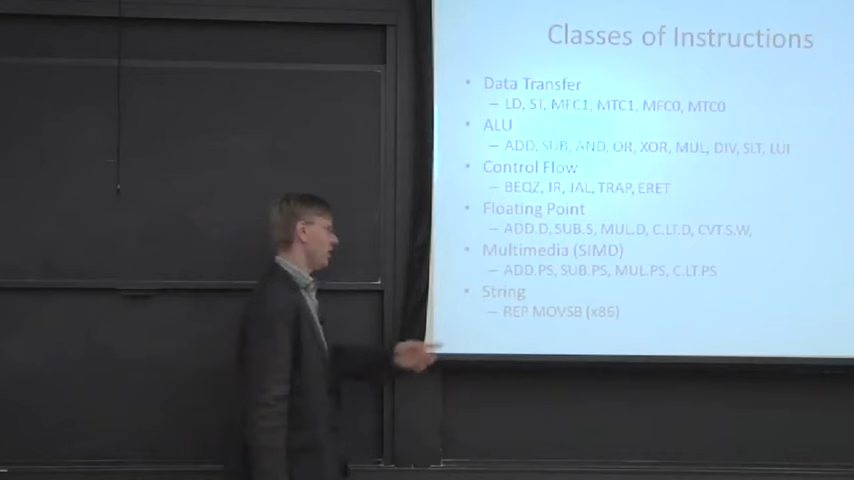 Classes of Instructions
• Data Transfer
– LD, ST, MFC1, MTC1, MFC0, MTC0
• ALU
– ADD, SUB, AND, OR, XOR, MUL, DIV, SLT, LUI
• Control Flow
– BEQZ, JR, JAL, TRAP, ERET
• Floating Point
– ADD.D, SUB.S, MUL.D, C.LT.D, CVT.S.W,
• Multimedia (SIMD)
– ADD.PS, SUB.PS, MUL.PS, C.LT.PS
• String
– REP MOVSB (x86)